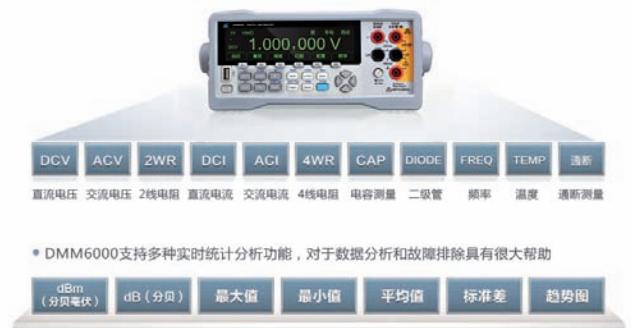 1.000,000 V
DCV ACV 2WR DCI ACI 4WR CAP DIODE FREQ TEMP 通断
直流电压 交流电压 2线电阻 直流电流 交流电流 4线电阻 电容测量 二级管 频率 温度 通断测量
• DMM6000支持多种实时统计分析功能，对于数据分析和故障排除具有很大帮助
dBm
(分贝毫伏) dB（分贝） 最大值 最小值 平均值 标准差 趋势图